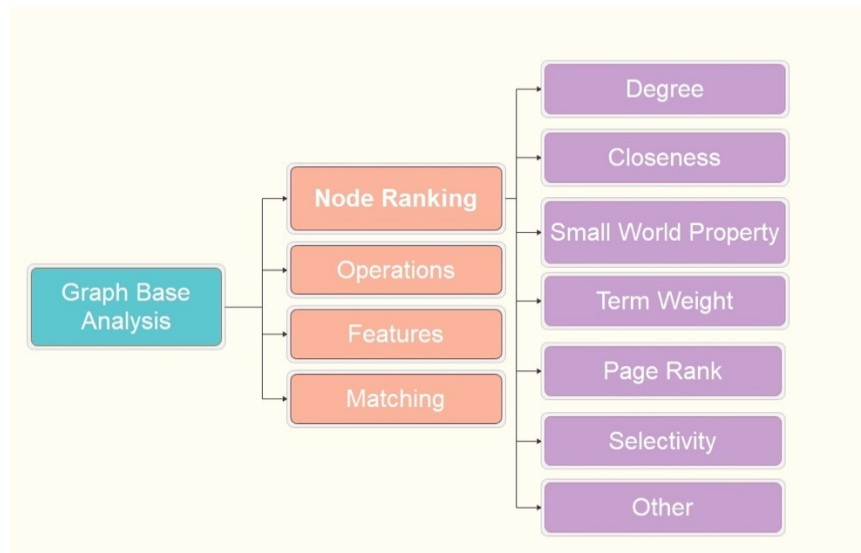 Graph Base
Analysis
Node Ranking
Operations
Features
Matching
Degree
Closeness
Small World Property
Term Weight
Page Rank
Selectivity
Other